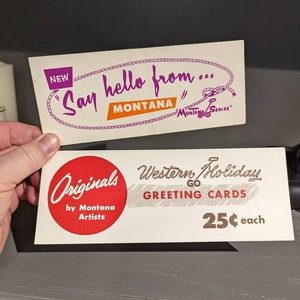 NEW
"Say hello from...
MONTANA"
"Montana Series"
Originals
by Montana
Artists
Western Holiday
GO
GREETING CARDS
25¢ each